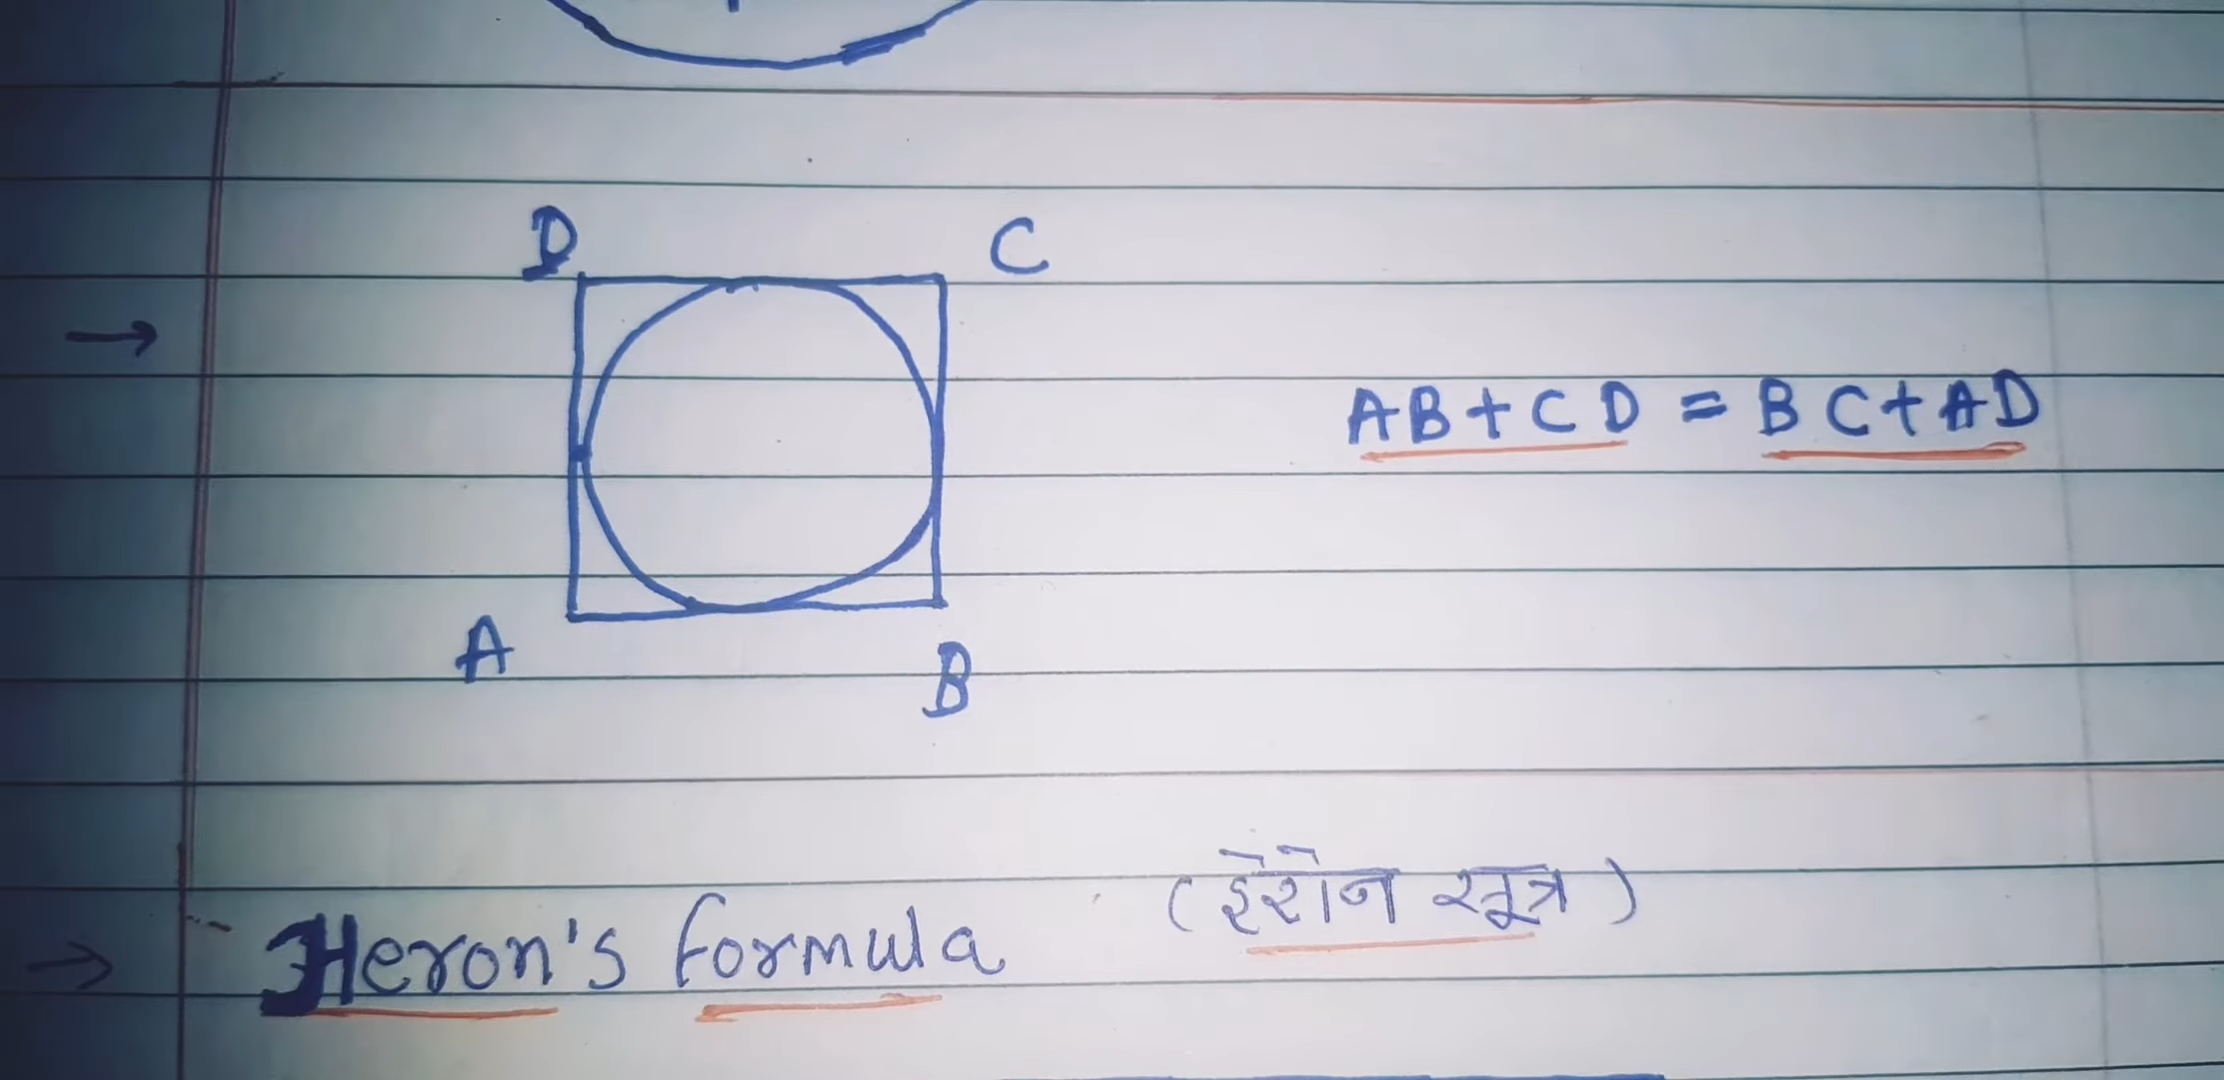 D C
AB+CD = BC+AD
A B
Heron's formula (हेरोन सूत्र)